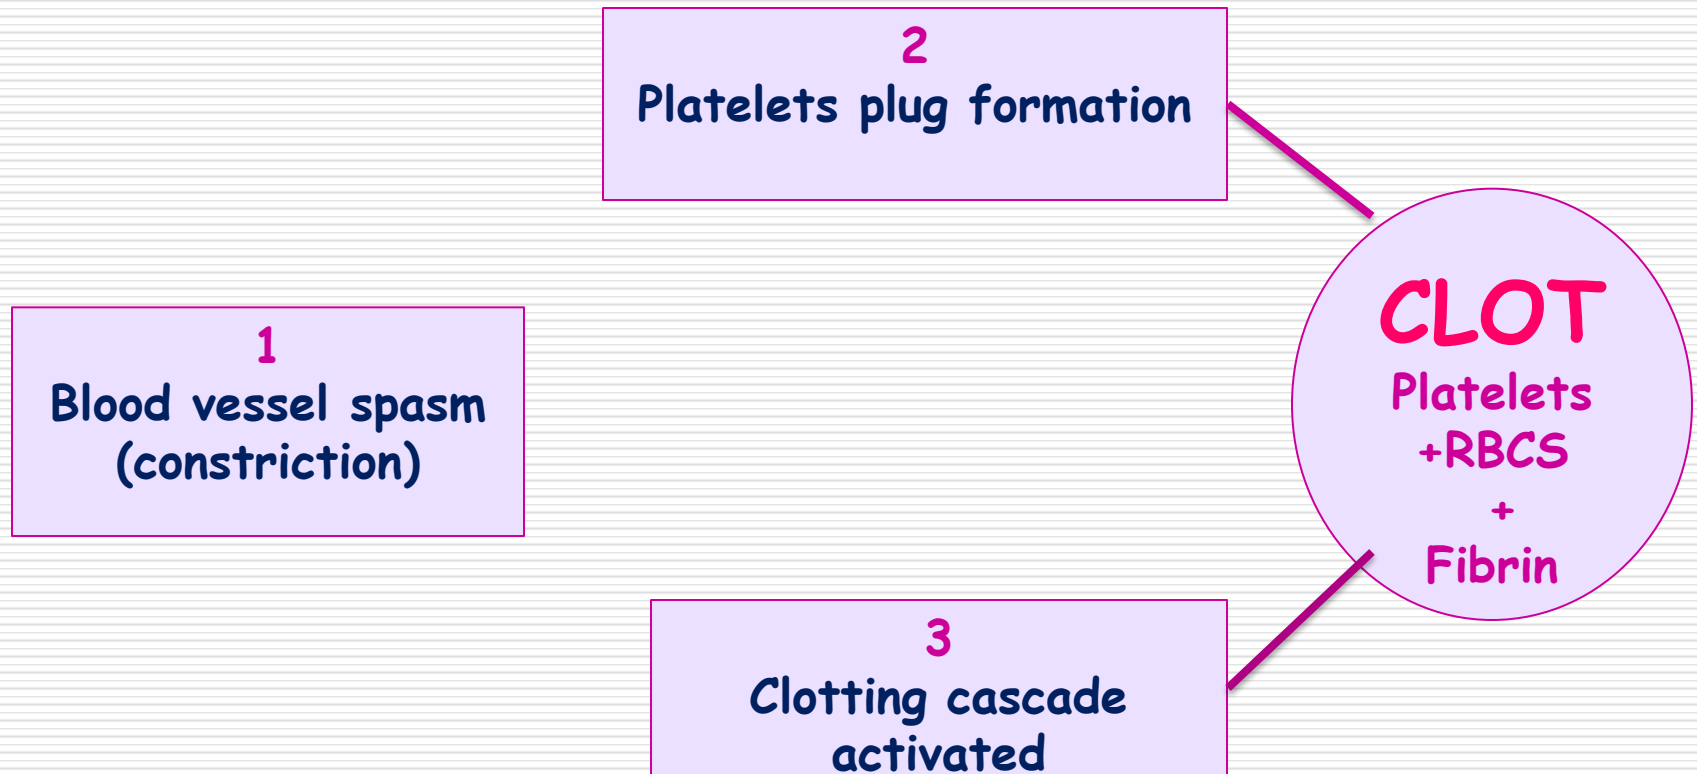 2
Platelets plug formation
1
Blood vessel spasm
(constriction)
CLOT
Platelets
+RBCS
+
Fibrin
3
Clotting cascade
activated